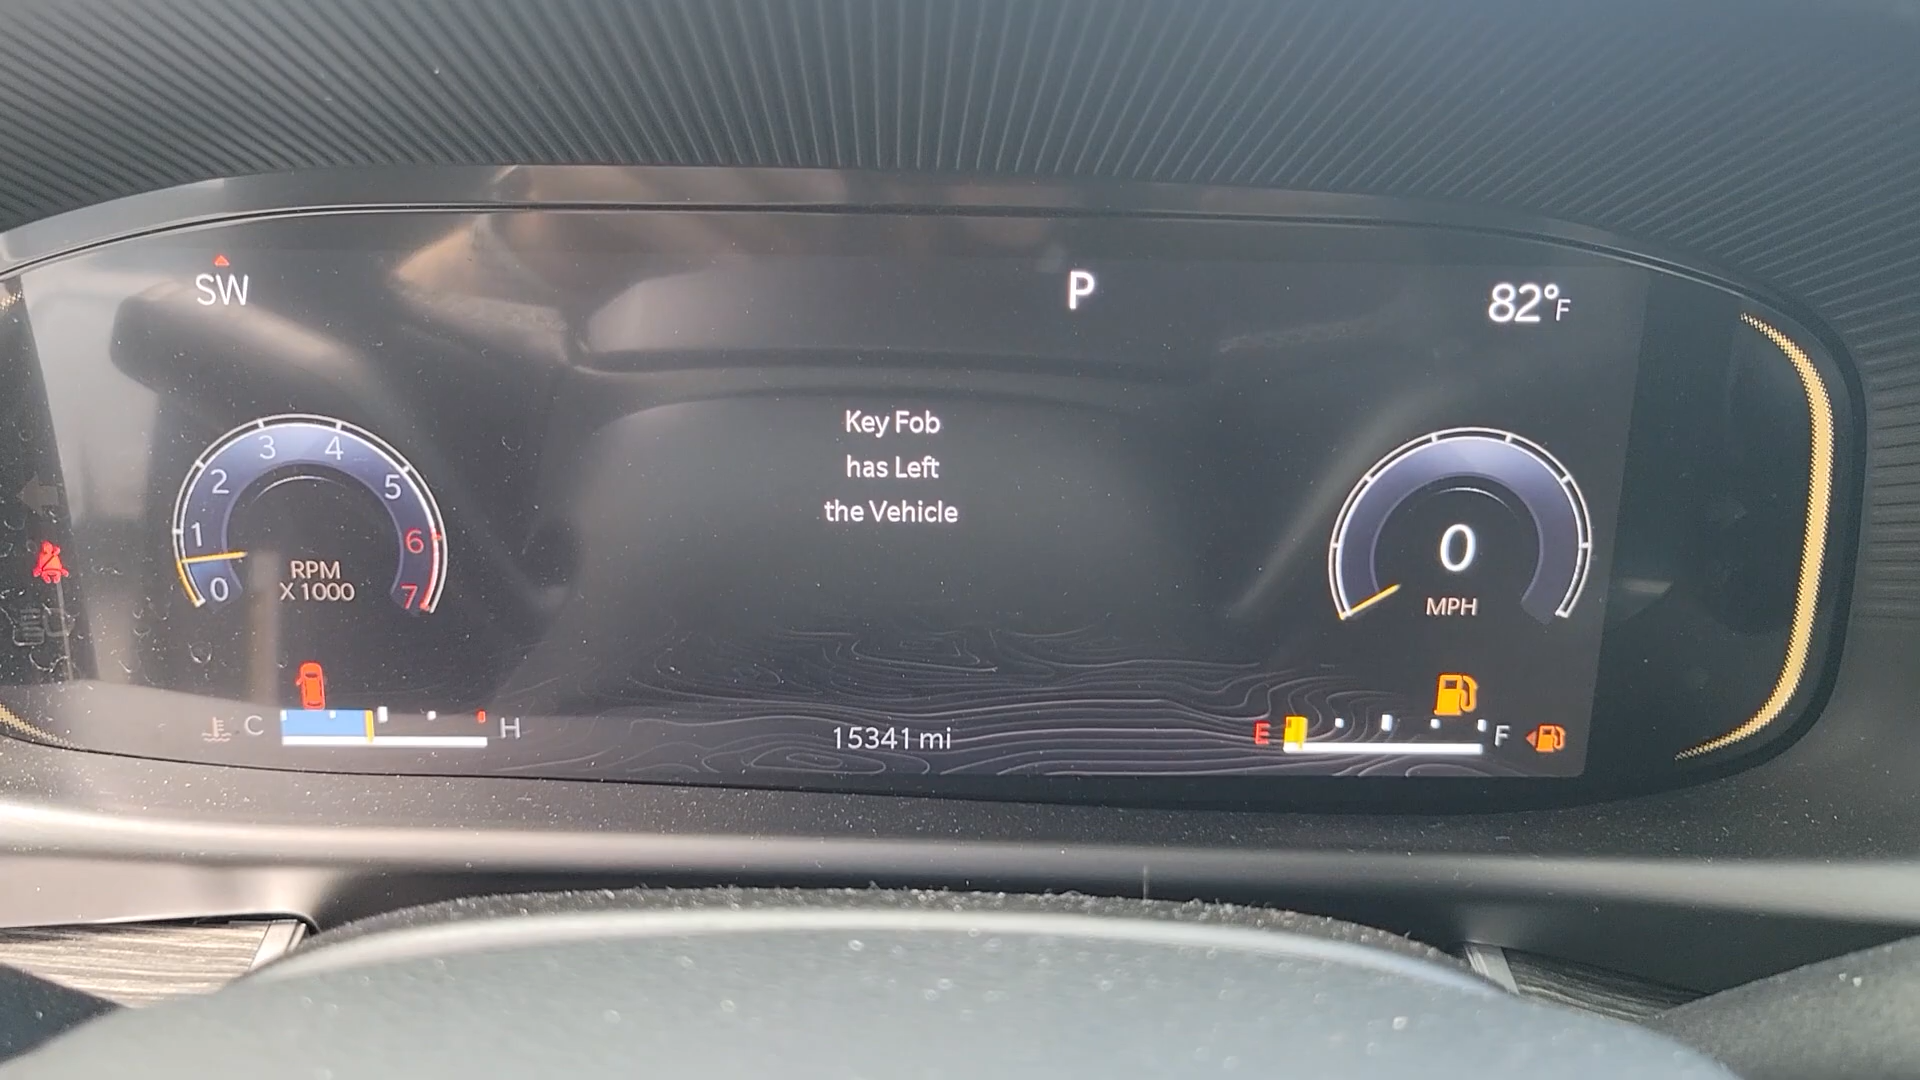 SW
P
82°F
Key Fob
has Left
the Vehicle
0
1
2
3
4
5
6
7
RPM
X 1000
0
MPH
C
H
15341 mi
E
F